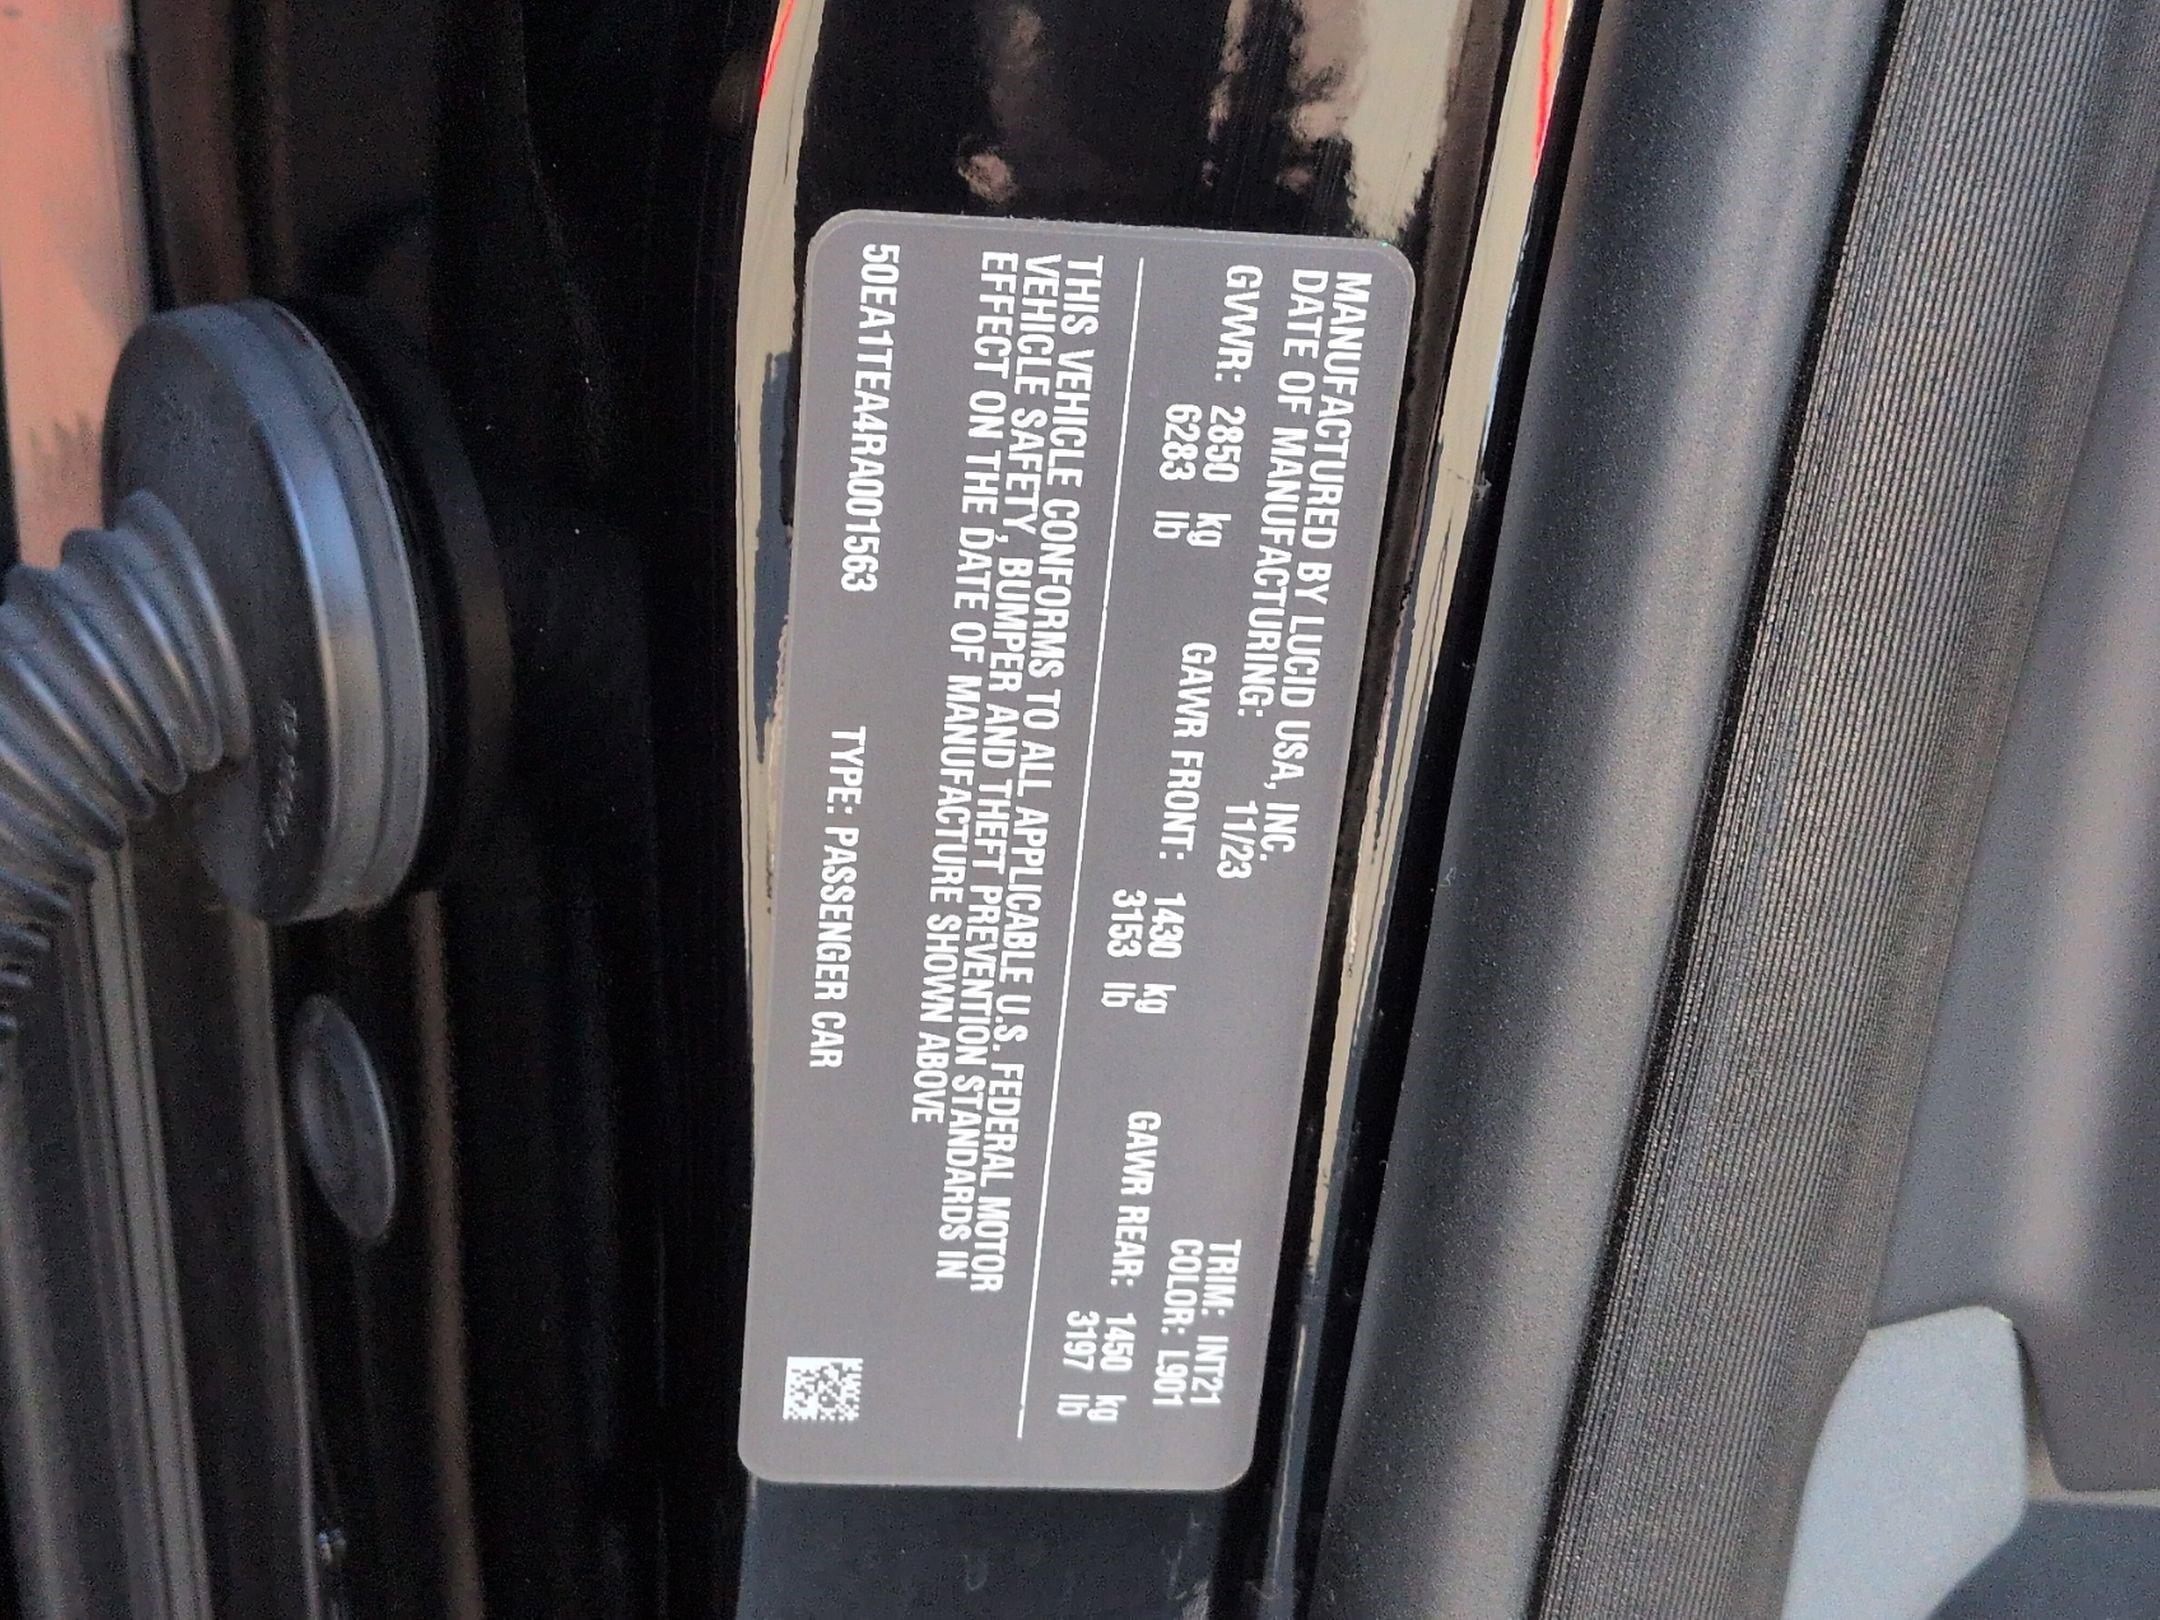 MANUFACTURED BY LUCID USA, INC.
DATE OF MANUFACTURING: 11/23 TRIM: INT21
COLOR: L901
GVWR: 2850 kg GAWR FRONT: 1430 kg GAWR REAR: 1450 kg
6283 lb 3153 lb 3197 lb
THIS VEHICLE CONFORMS TO ALL APPLICABLE U.S. FEDERAL MOTOR
VEHICLE SAFETY, BUMPER AND THEFT PREVENTION STANDARDS IN
EFFECT ON THE DATE OF MANUFACTURE SHOWN ABOVE
50EA1TEA4RA001563 TYPE: PASSENGER CAR